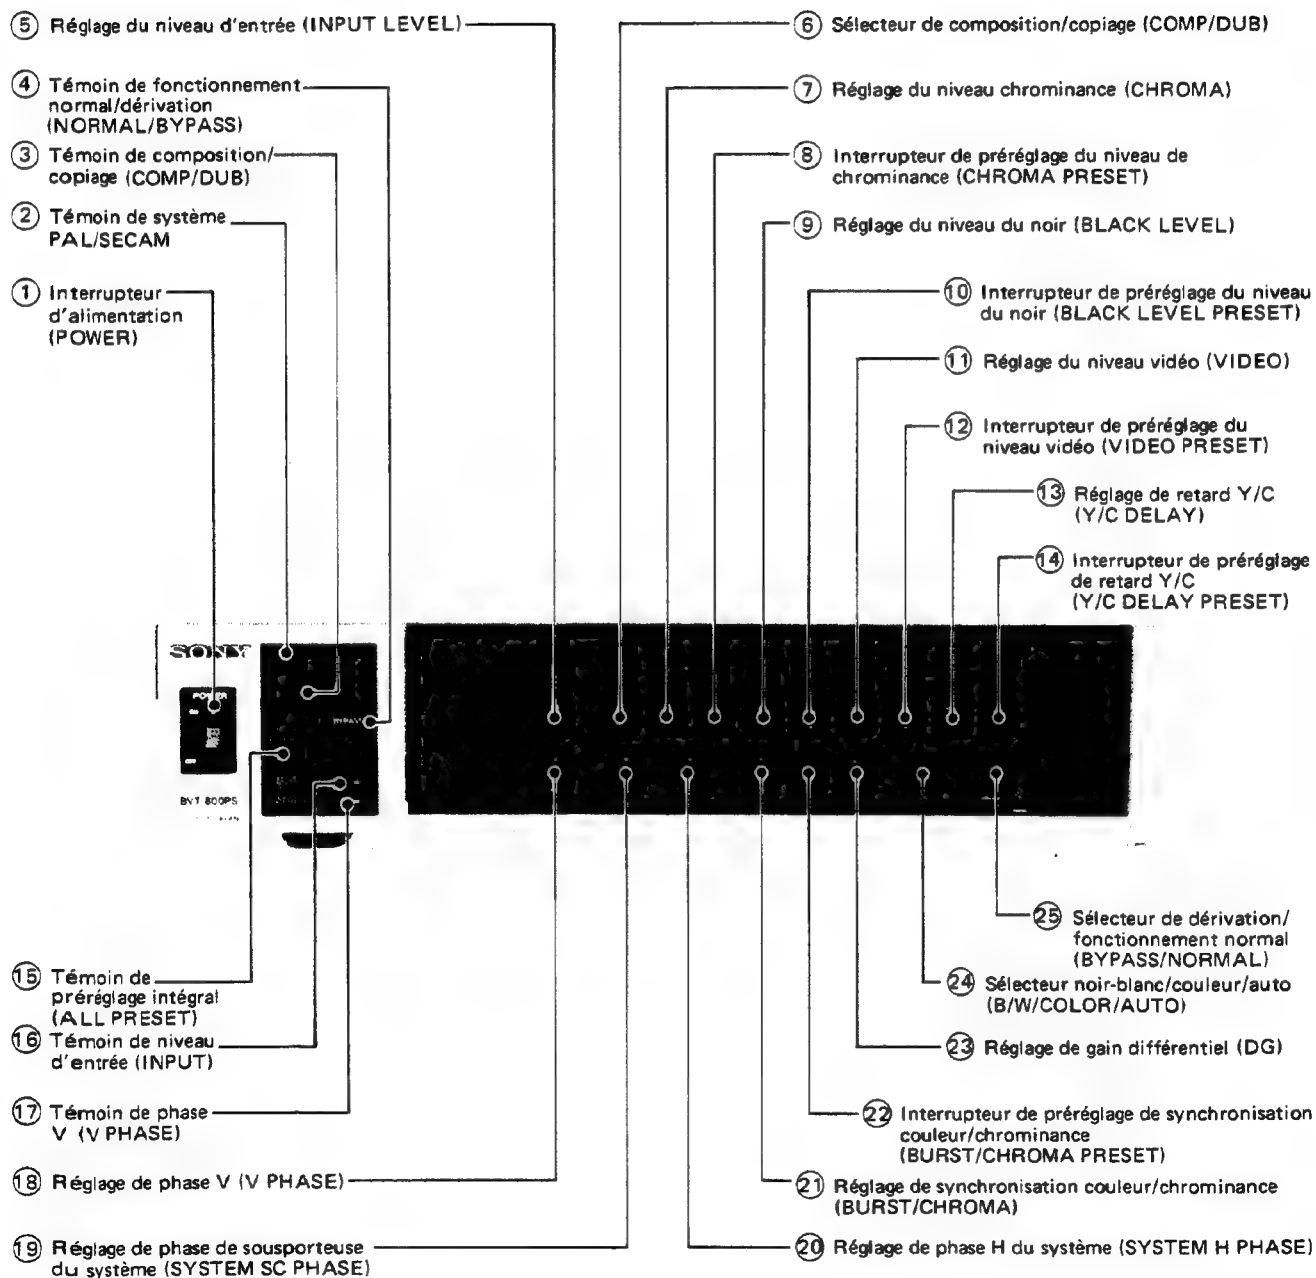 5 Réglage du niveau d'entrée (INPUT LEVEL)
4 Témoin de fonctionnement
normal/dérivation
(NORMAL/BYPASS)
3 Témoin de composition/
copiage (COMP/DUB)
2 Témoin de système
PAL/SECAM
1 Interrupteur
d'alimentation
(POWER)
6 Sélecteur de composition/copiage (COMP/DUB)
7 Réglage du niveau chrominance (CHROMA)
8 Interrupteur de préréglage du niveau de
chrominance (CHROMA PRESET)
9 Réglage du niveau du noir (BLACK LEVEL)
10 Interrupteur de préréglage du niveau
du noir (BLACK LEVEL PRESET)
11 Réglage du niveau vidéo (VIDEO)
12 Interrupteur de préréglage du
niveau vidéo (VIDEO PRESET)
13 Réglage de retard Y/C
(Y/C DELAY)
14 Interrupteur de préréglage
de retard Y/C
(Y/C DELAY PRESET)
SONY
POWER
BYPASS
BVT 800PS
15 Témoin de
préréglage intégral
(ALL PRESET)
16 Témoin de niveau
d'entrée (INPUT)
17 Témoin de phase
V (V PHASE)
18 Réglage de phase V (V PHASE)
19 Réglage de phase de sousporteuse
du système (SYSTEM SC PHASE)
25 Sélecteur de dérivation/
fonctionnement normal
(BYPASS/NORMAL)
24 Sélecteur noir-blanc/couleur/auto
(B/W/COLOR/AUTO)
23 Réglage de gain différentiel (DG)
22 Interrupteur de préréglage de synchronisation
couleur/chrominance
(BURST/CHROMA PRESET)
21 Réglage de synchronisation couleur/chrominance
(BURST/CHROMA)
20 Réglage de phase H du système (SYSTEM H PHASE)